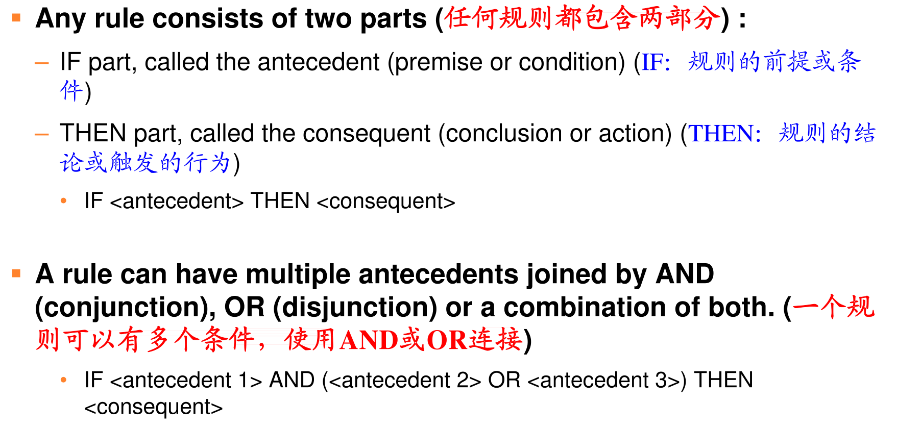 ▪ Any rule consists of two parts (任何规则都包含两部分) :
– IF part, called the antecedent (premise or condition) (IF：规则的前提或条
件)
– THEN part, called the consequent (conclusion or action) (THEN：规则的结
论或触发的行为)
• IF <antecedent> THEN <consequent>
▪ A rule can have multiple antecedents joined by AND
(conjunction), OR (disjunction) or a combination of both. (一个规
则可以有多个条件，使用AND或OR连接)
• IF <antecedent 1> AND (<antecedent 2> OR <antecedent 3>) THEN
<consequent>